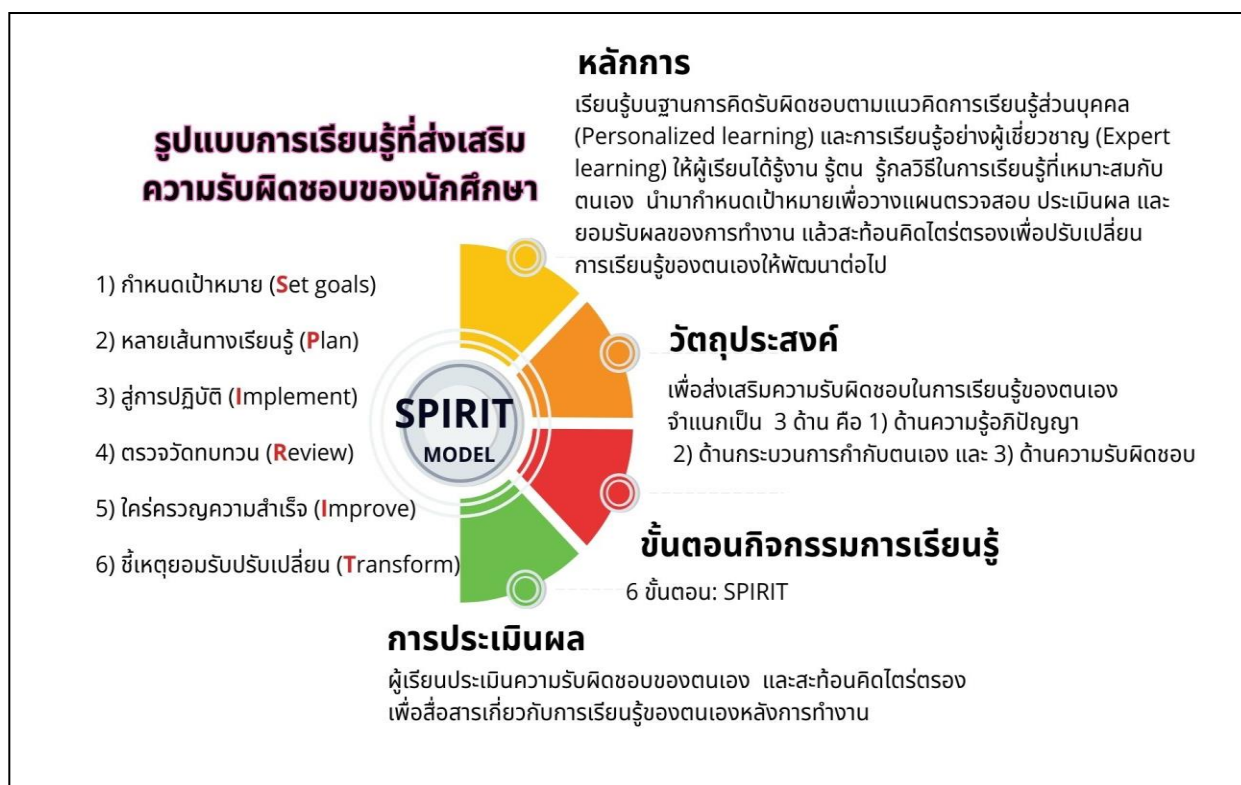 รูปแบบการเรียนรู้ที่ส่งเสริม
ความรับผิดชอบของนักศึกษา
1) กำหนดเป้าหมาย (Set goals)
2) หลายเส้นทางเรียนรู้ (Plan)
3) สู่การปฏิบัติ (Implement)
4) ตรวจวัดทบทวน (Review)
5) ใคร่ครวญความสำเร็จ (Improve)
6) ชี้เหตุยอมรับปรับเปลี่ยน (Transform)
SPIRIT
MODEL
หลักการ
เรียนรู้บนฐานการคิดรับผิดชอบตามแนวคิดการเรียนรู้ส่วนบุคคล
(Personalized learning) และการเรียนรู้อย่างผู้เชี่ยวชาญ (Expert
learning) ให้ผู้เรียนได้รู้งาน รู้ตน รู้กลวิธีในการเรียนรู้ที่เหมาะสมกับ
ตนเอง นำมากำหนดเป้าหมายเพื่อวางแผนตรวจสอบ ประเมินผล และ
ยอมรับผลของการทำงาน แล้วสะท้อนคิดไตร่ตรองเพื่อปรับเปลี่ยน
การเรียนรู้ของตนเองให้พัฒนาต่อไป
วัตถุประสงค์
เพื่อส่งเสริมความรับผิดชอบในการเรียนรู้ของตนเอง
จำแนกเป็น 3 ด้าน คือ 1) ด้านความรู้อภิปัญญา
2) ด้านกระบวนการกำกับตนเอง และ 3) ด้านความรับผิดชอบ
ขั้นตอนกิจกรรมการเรียนรู้
6 ขั้นตอน: SPIRIT
การประเมินผล
ผู้เรียนประเมินความรับผิดชอบของตนเอง และสะท้อนคิดไตร่ตรอง
เพื่อสื่อสารเกี่ยวกับการเรียนรู้ของตนเองหลังการทำงาน